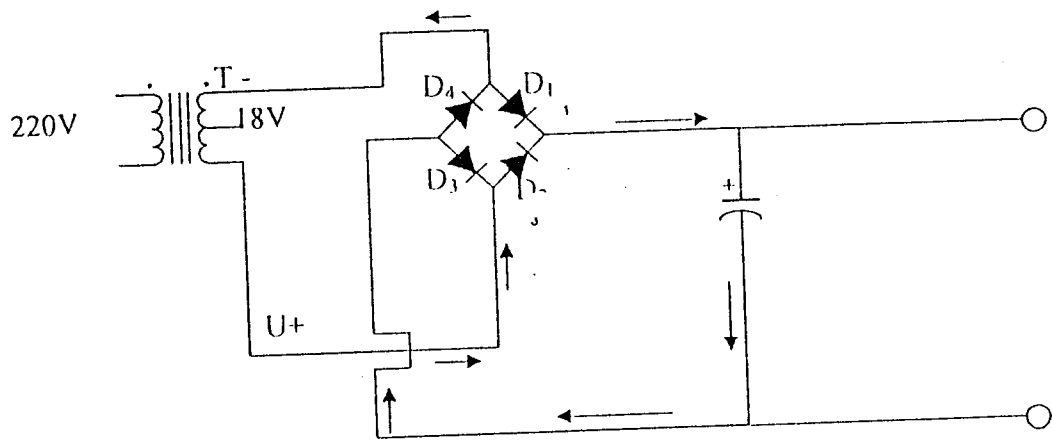 T -
D₄ D₁
18V
220V
D₃
+
U+